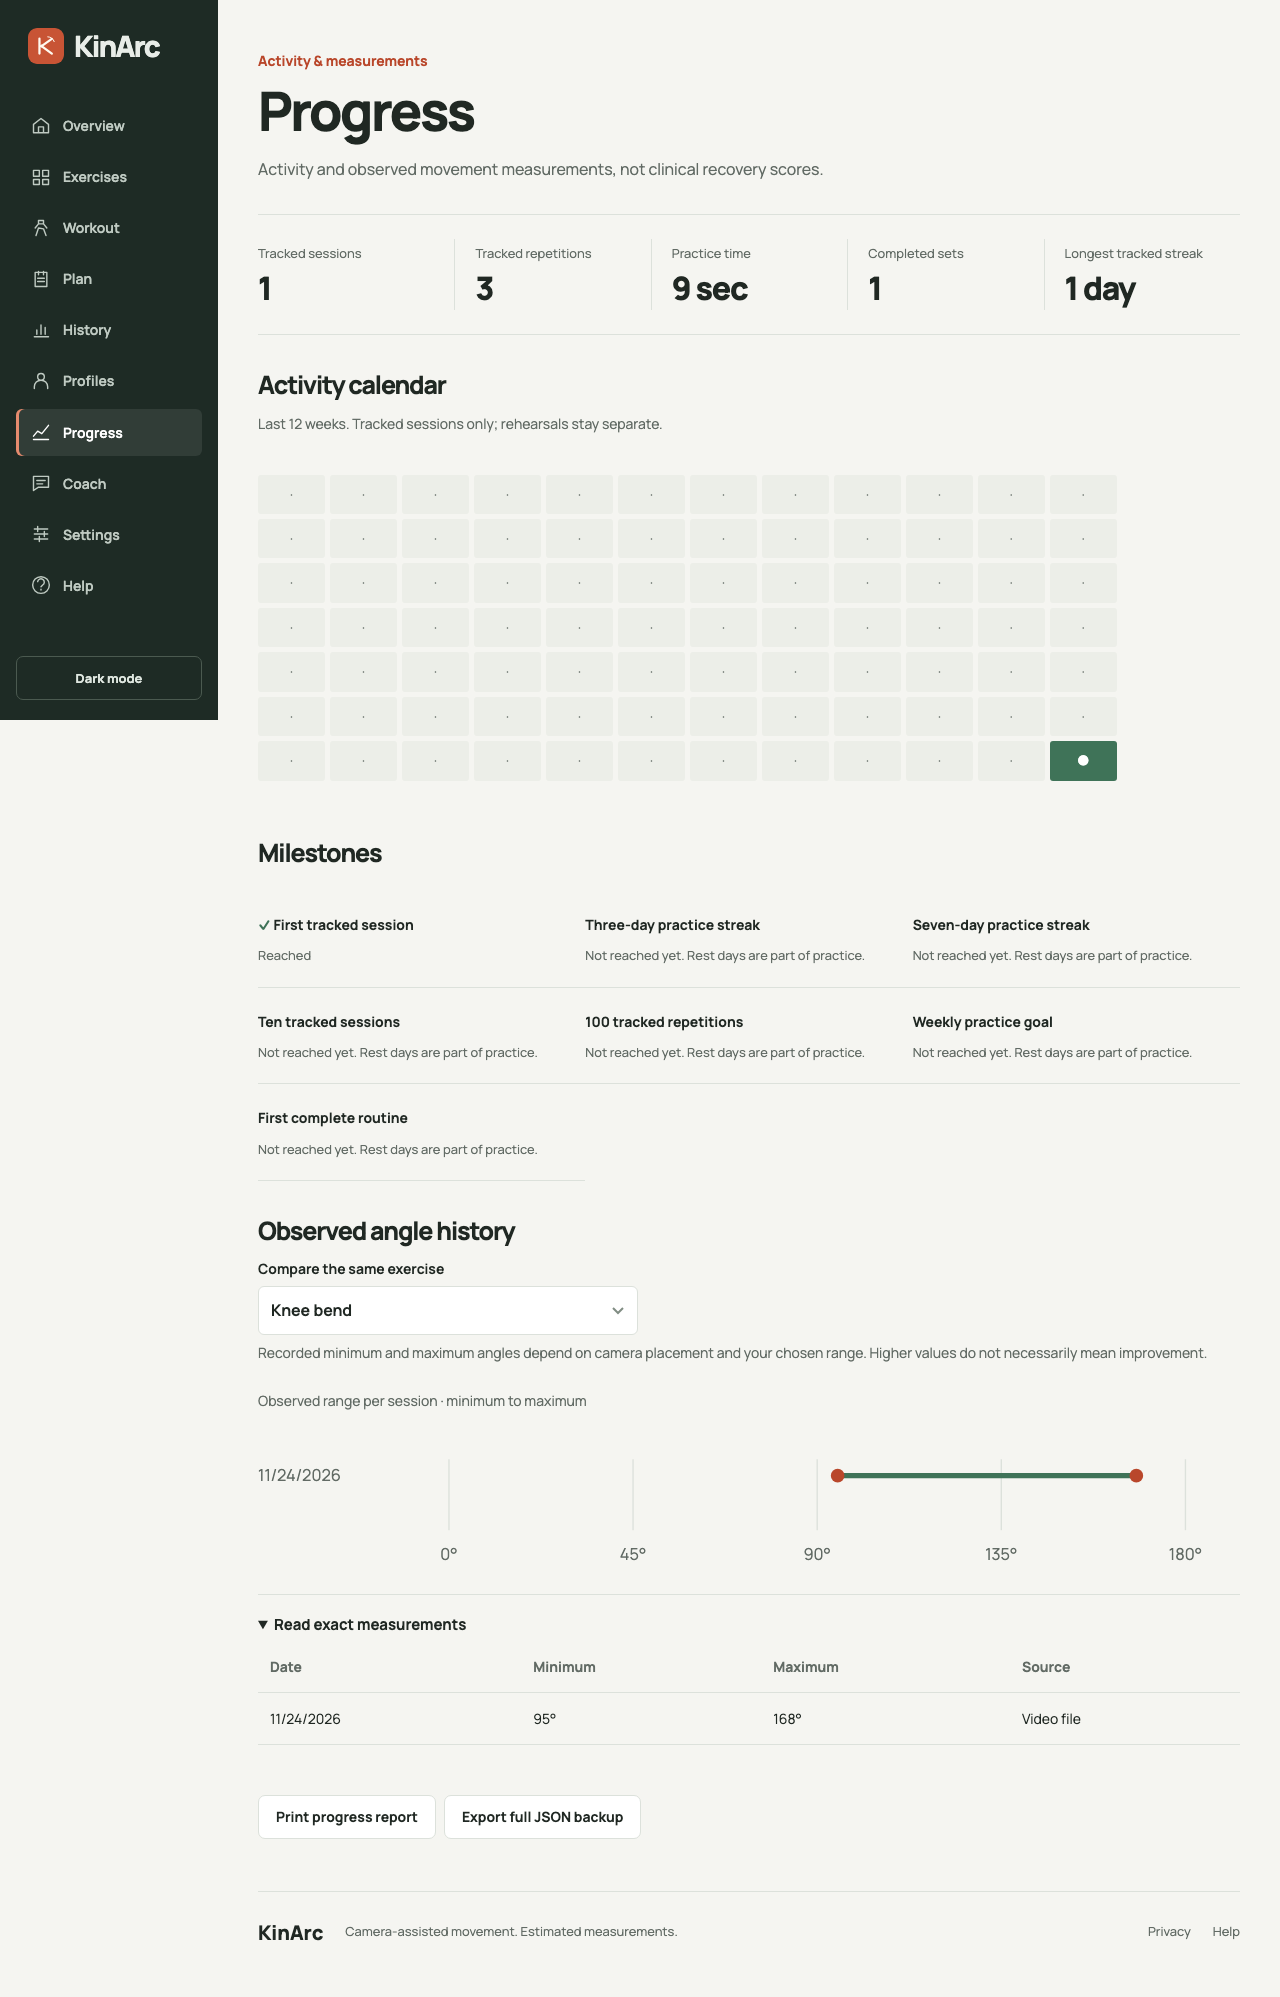 KinArc
Overview
Exercises
Workout
Plan
History
Profiles
Progress
Coach
Settings
Help
Dark mode
Activity & measurements
Progress
Activity and observed movement measurements, not clinical recovery scores.
Tracked sessions
1
Tracked repetitions
3
Practice time
9 sec
Completed sets
1
Longest tracked streak
1 day
Activity calendar
Last 12 weeks. Tracked sessions only; rehearsals stay separate.
Milestones
✓ First tracked session
Reached
Three-day practice streak
Not reached yet. Rest days are part of practice.
Seven-day practice streak
Not reached yet. Rest days are part of practice.
Ten tracked sessions
Not reached yet. Rest days are part of practice.
100 tracked repetitions
Not reached yet. Rest days are part of practice.
Weekly practice goal
Not reached yet. Rest days are part of practice.
First complete routine
Not reached yet. Rest days are part of practice.
Observed angle history
Compare the same exercise
Knee bend
Recorded minimum and maximum angles depend on camera placement and your chosen range. Higher values do not necessarily mean improvement.
Observed range per session · minimum to maximum
11/24/2026
0° 45° 90° 135° 180°
▼ Read exact measurements
Date Minimum Maximum Source
11/24/2026 95° 168° Video file
Print progress report
Export full JSON backup
KinArc Camera-assisted movement. Estimated measurements. Privacy Help